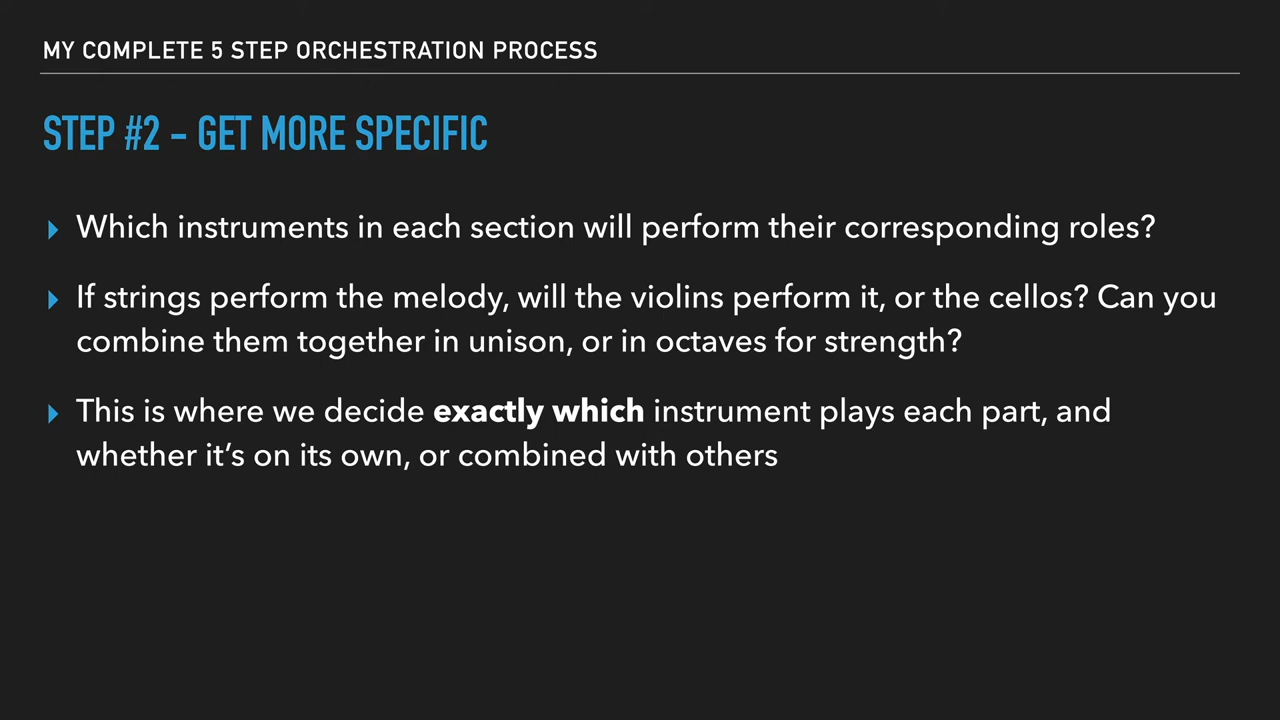 MY COMPLETE 5 STEP ORCHESTRATION PROCESS
STEP #2 - GET MORE SPECIFIC
▸ Which instruments in each section will perform their corresponding roles?
▸ If strings perform the melody, will the violins perform it, or the cellos? Can you
combine them together in unison, or in octaves for strength?
▸ This is where we decide exactly which instrument plays each part, and
whether it’s on its own, or combined with others